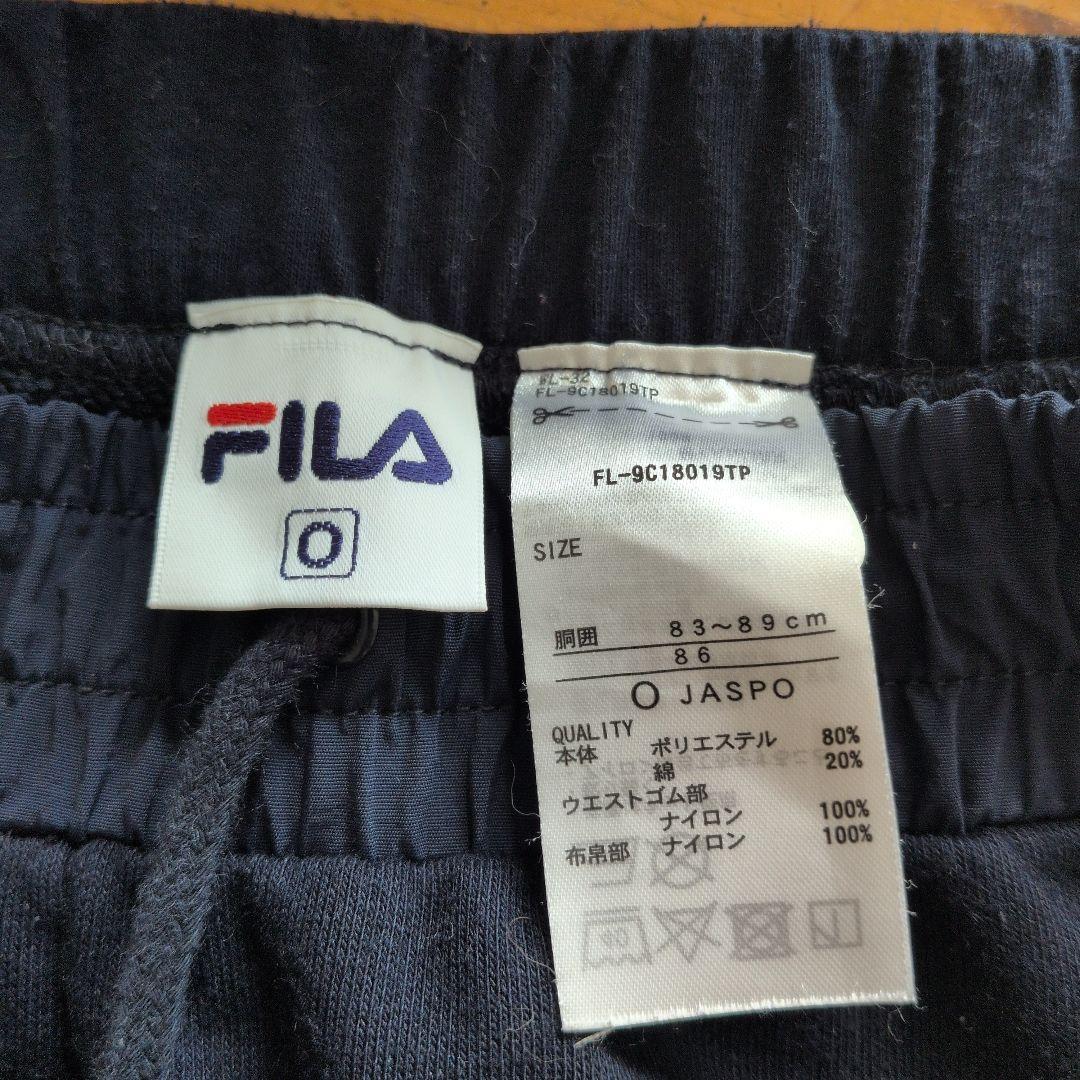 FILA
O
FL-9C18019TP
FL-9C18019TP
SIZE
胴囲 83～89cm
86
O JASPO
QUALITY
本体 ポリエステル 80%
綿 20%
ウエストゴム部
ナイロン 100%
布帛部 ナイロン 100%